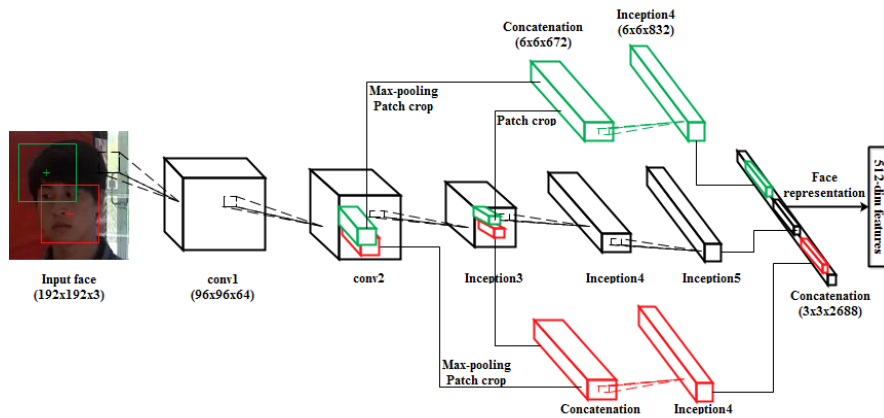 Concatenation
(6x6x672)
Inception4
(6x6x832)
Max-pooling
Patch crop
Patch crop
Input face
(192x192x3)
conv1
(96x96x64)
conv2
Inception3
Inception4
Inception5
Face
representation
512-dim features
Concatenation
(3x3x2688)
Max-pooling
Patch crop
Concatenation
Inception4